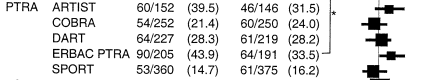 PTRA ARTIST 60/152 (39.5) 46/146 (31.5)
COBRA 54/252 (21.4) 60/250 (24.0)
DART 64/227 (28.3) 61/219 (28.2) *
ERBAC PTRA 90/205 (43.9) 64/191 (33.5)
SPORT 53/360 (14.7) 61/375 (16.2)